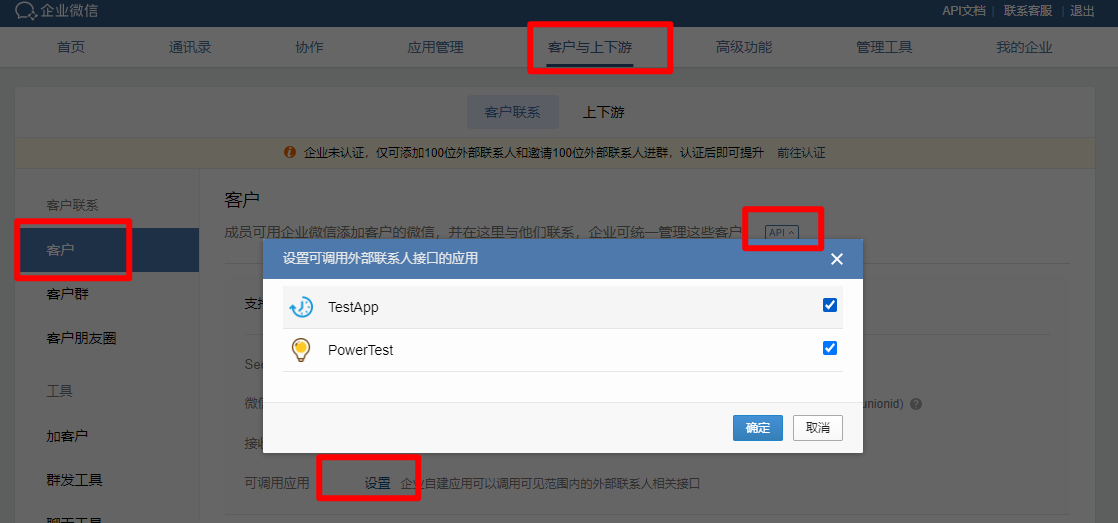 企业微信
API文档 | 联系客服 | 退出
首页 通讯录 协作 应用管理 客户与上下游 高级功能 管理工具 我的企业
客户联系 上下游
企业未认证，仅可添加100位外部联系人和邀请100位外部联系人进群，认证后即可提升 前往认证
客户联系
客户
客户群
客户朋友圈
工具
加客户
群发工具
聊天工具
客户
成员可用企业微信添加客户的微信，并在这里与他们联系，企业可统一管理这些客户
API
设置可调用外部联系人接口的应用
TestApp
PowerTest
确定 取消
支持
Sec
微信
unionid)
接收
可调用应用 设置 企业自建应用可以调用可见范围内的外部联系人相关接口